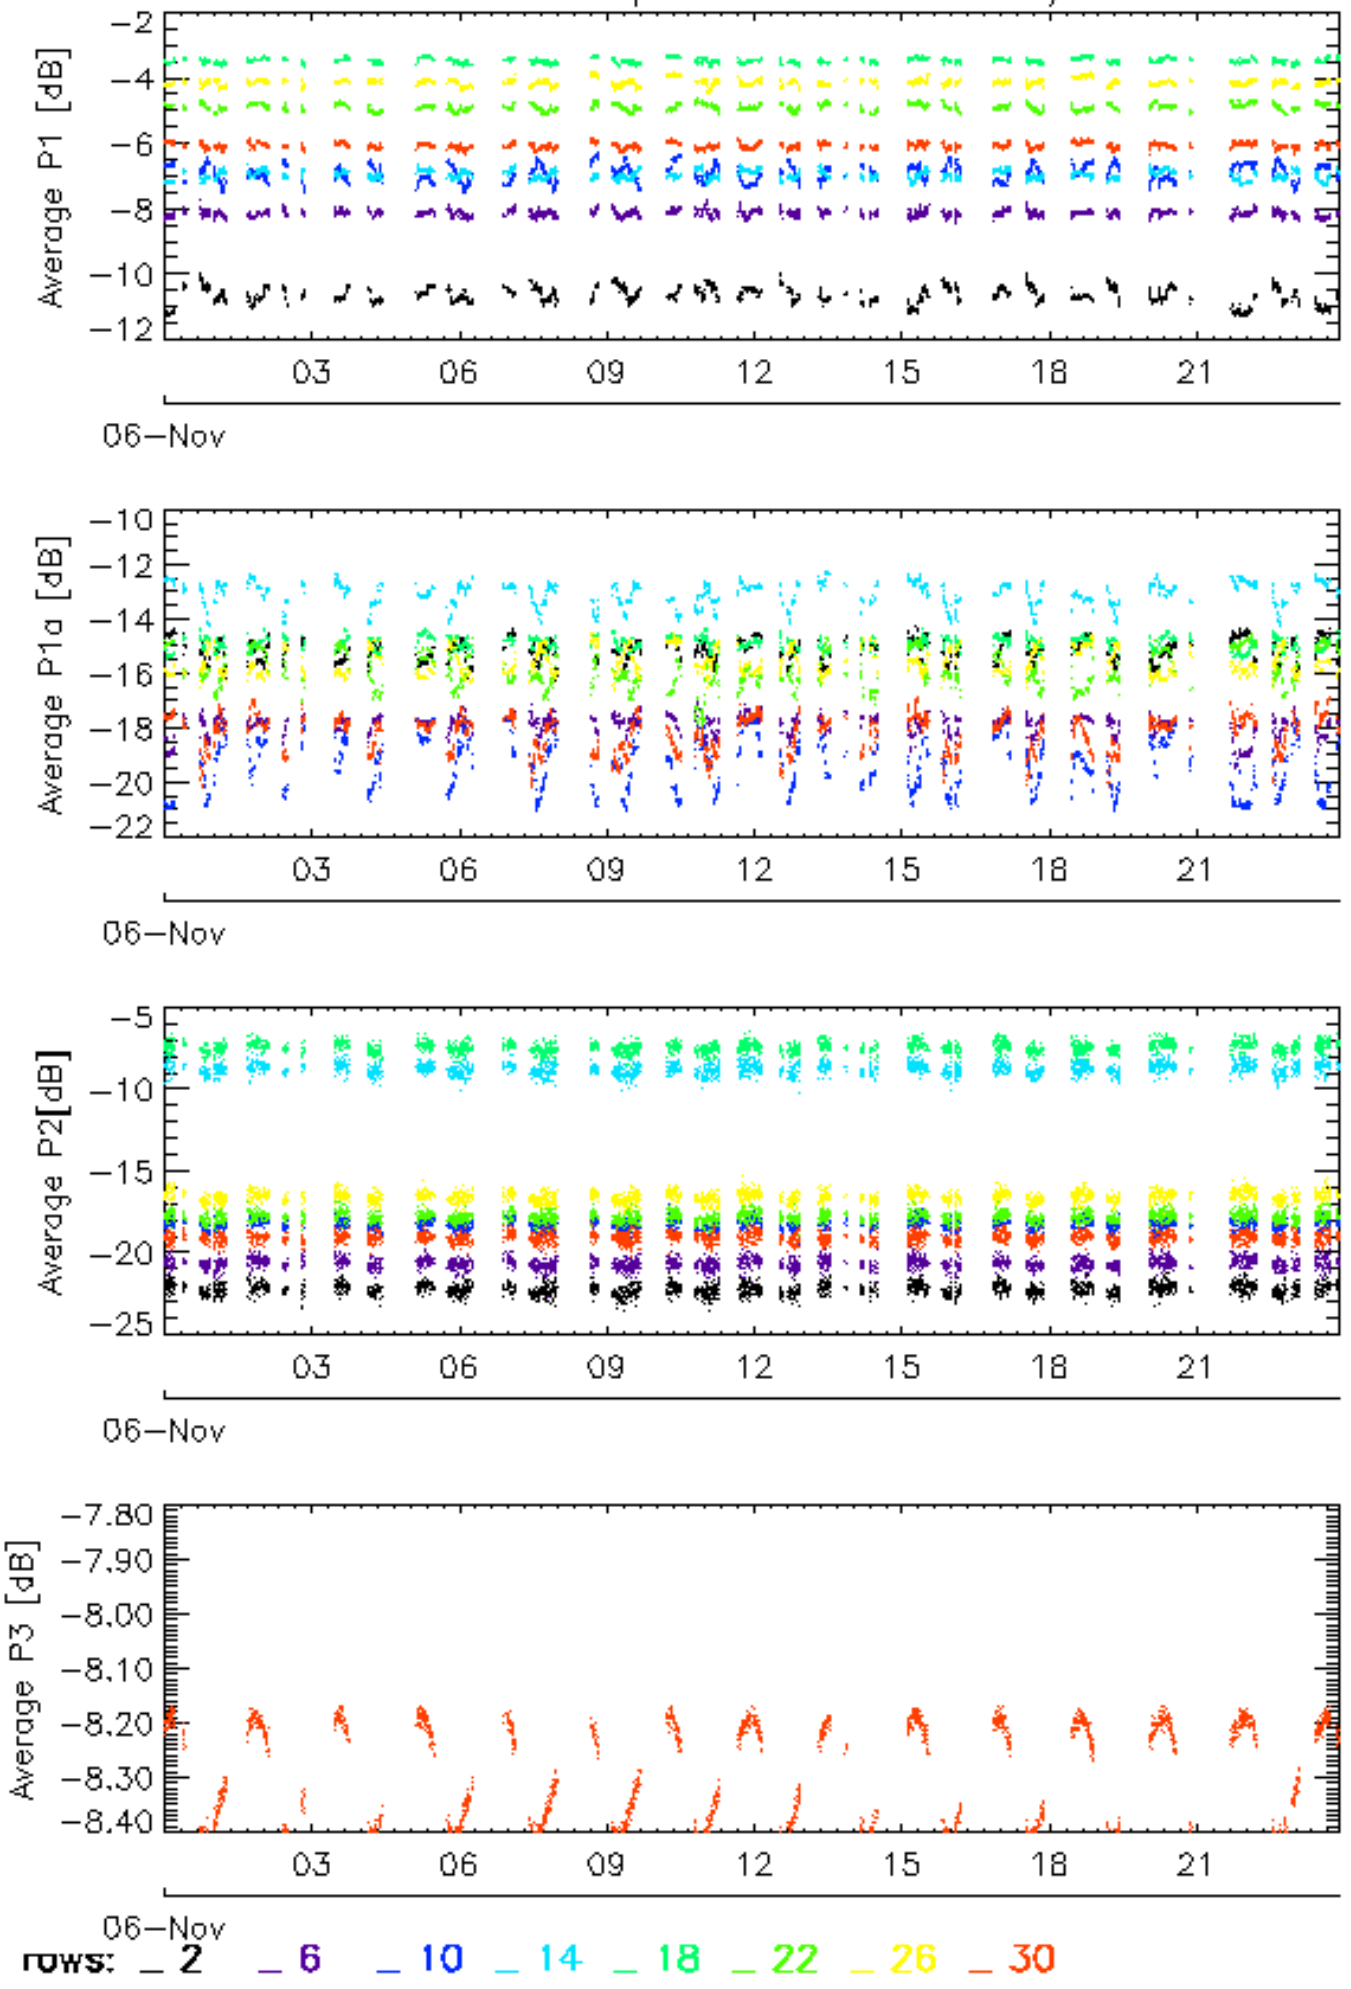 Average P1 [dB]
−2
−4
−6
−8
−10
−12
03 06 09 12 15 18 21
06−Nov
Average P1a [dB]
−10
−12
−14
−16
−18
−20
−22
03 06 09 12 15 18 21
06−Nov
Average P2[dB]
−5
−10
−15
−20
−25
03 06 09 12 15 18 21
06−Nov
Average P3 [dB]
−7.80
−7.90
−8.00
−8.10
−8.20
−8.30
−8.40
03 06 09 12 15 18 21
06−Nov
rows: _ 2 _ 6 _ 10 _ 14 _ 18 _ 22 _ 26 _ 30